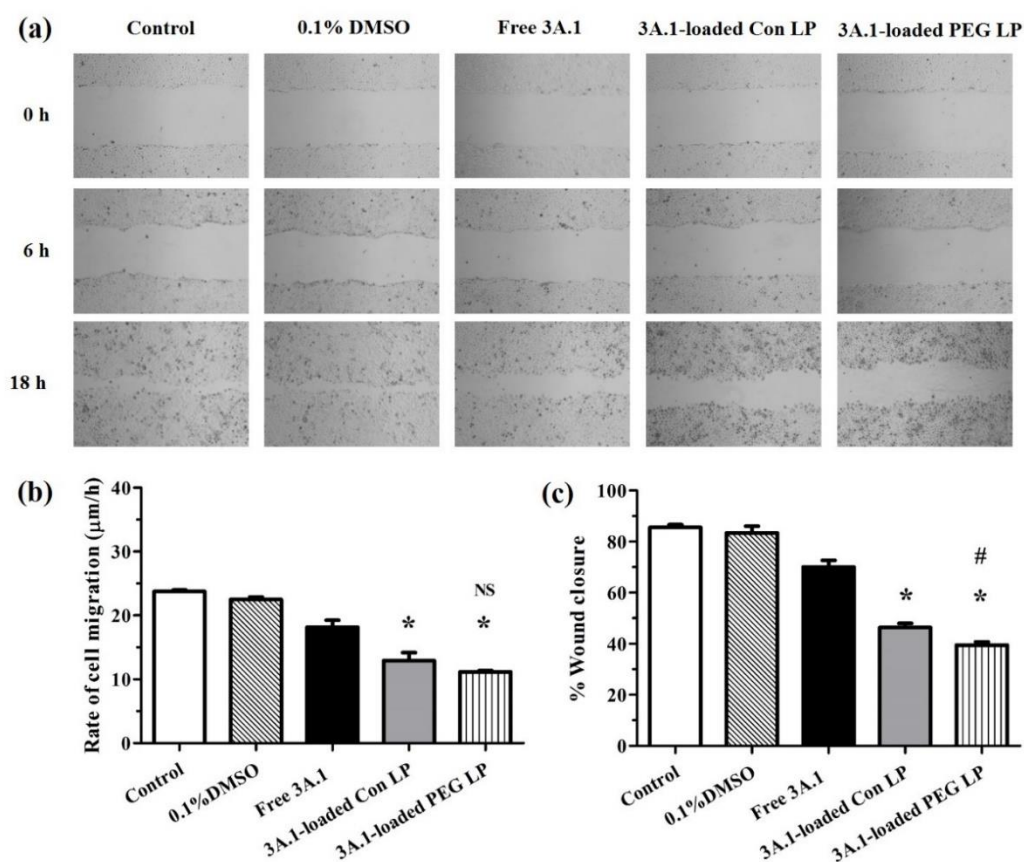 (a)
Control 0.1% DMSO Free 3A.1 3A.1-loaded Con LP 3A.1-loaded PEG LP
0 h
6 h
18 h
(b)
Rate of cell migration (μm/h)
40
30
20
10
0
NS
* *
Control
0.1%DMSO
Free 3A.1
3A.1-loaded Con LP
3A.1-loaded PEG LP
(c)
% Wound closure
100
80
60
40
20
0
#
* *
Control
0.1%DMSO
Free 3A.1
3A.1-loaded Con LP
3A.1-loaded PEG LP